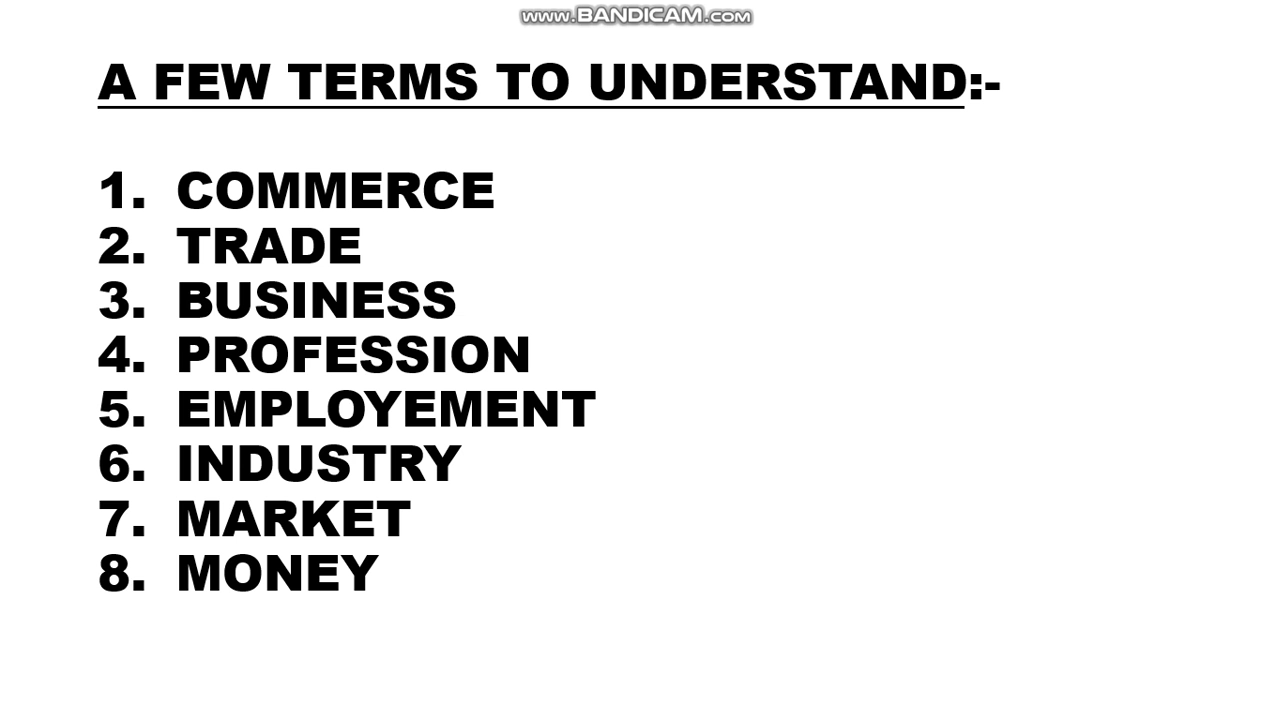 www.BANDICAM.com
A FEW TERMS TO UNDERSTAND:-
1. COMMERCE
2. TRADE
3. BUSINESS
4. PROFESSION
5. EMPLOYEMENT
6. INDUSTRY
7. MARKET
8. MONEY